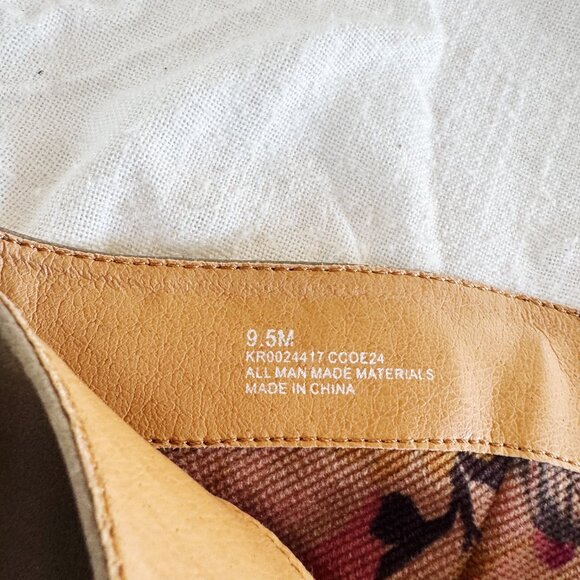 9.5M
KR0024417 CCOE24
ALL MAN MADE MATERIALS
MADE IN CHINA